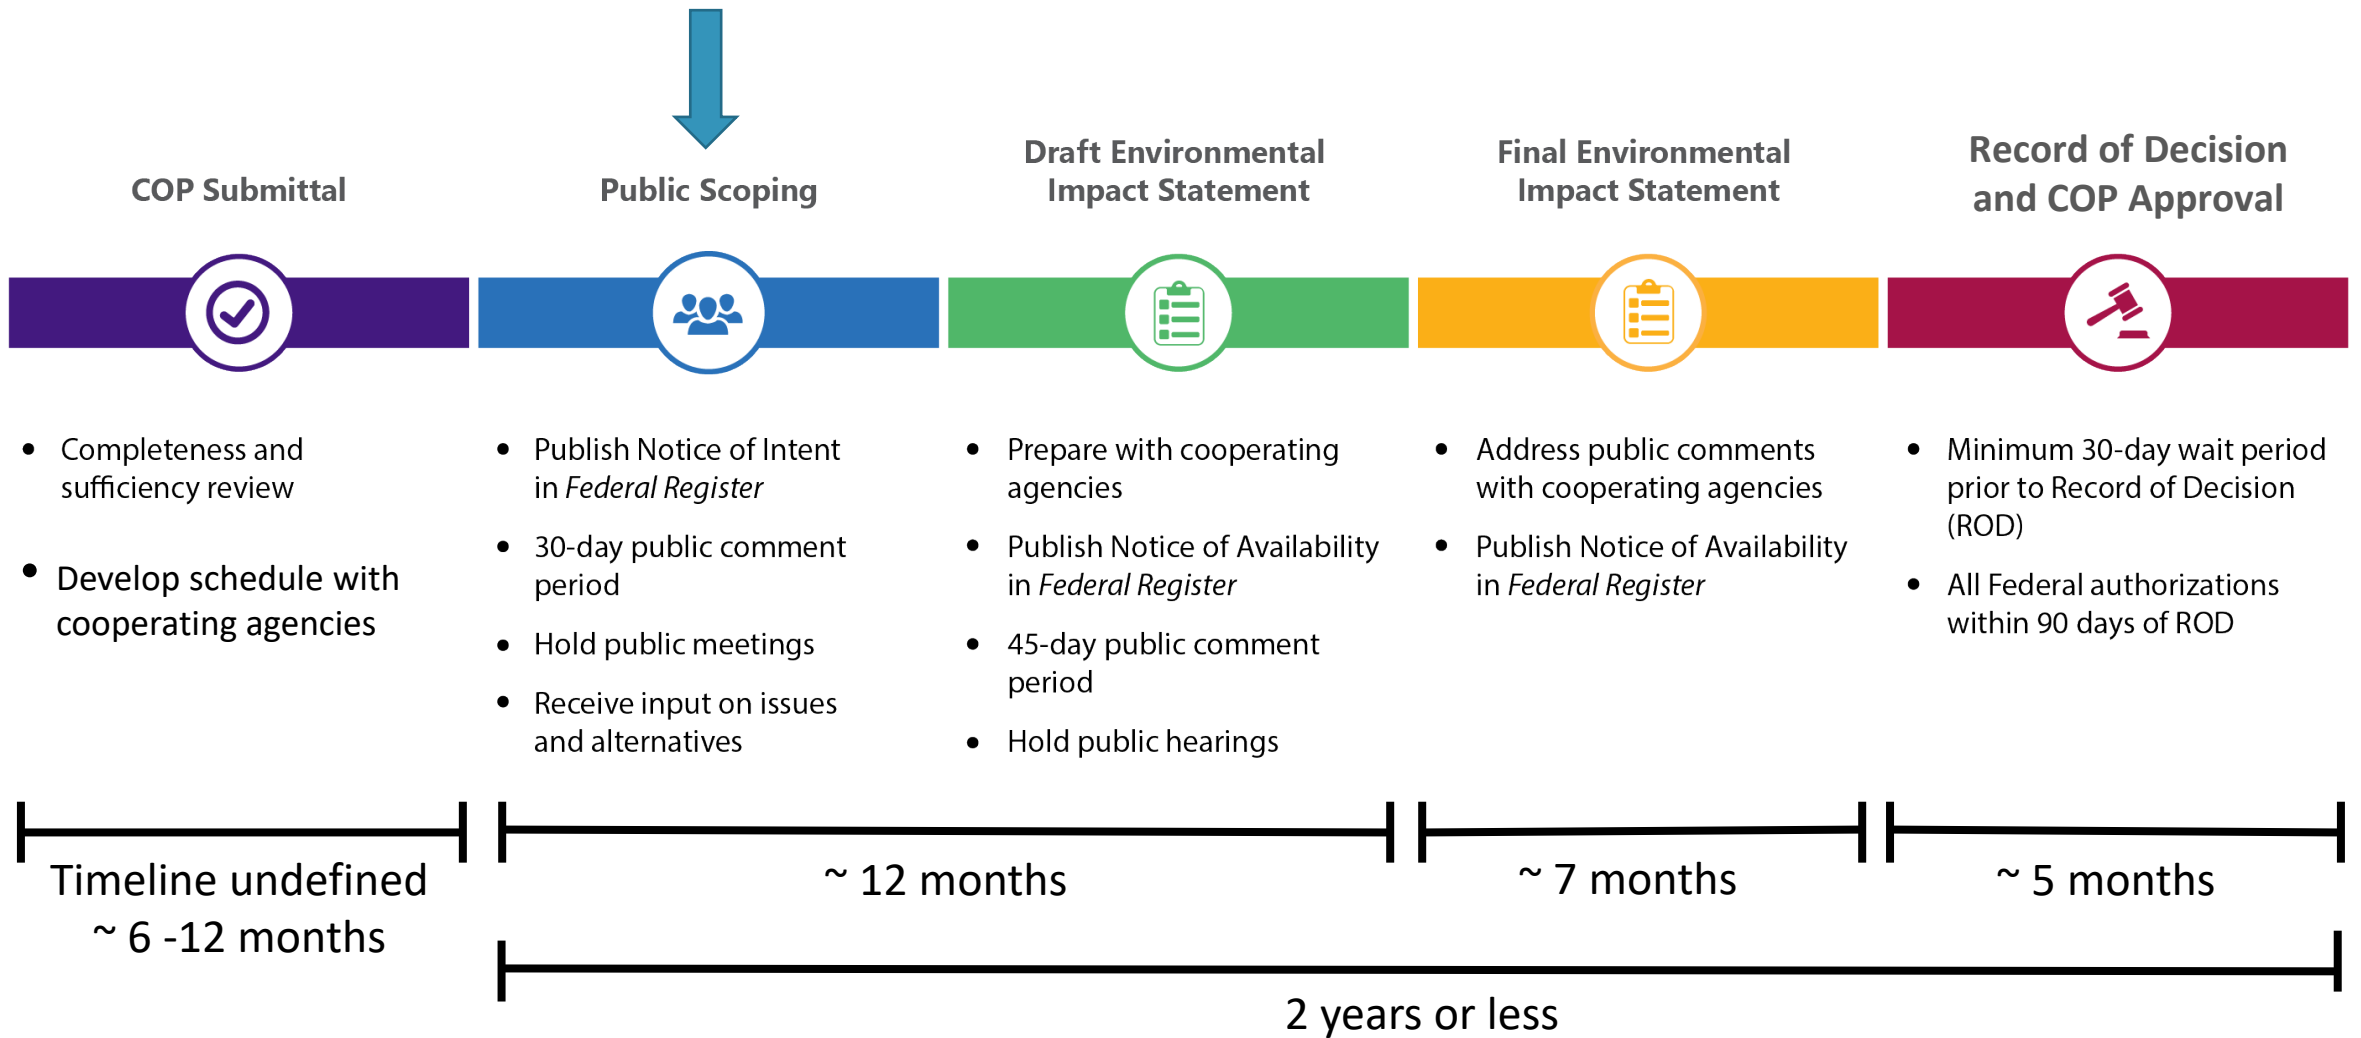 COP Submittal
Public Scoping
Draft Environmental
Impact Statement
Final Environmental
Impact Statement
Record of Decision
and COP Approval
• Completeness and
sufficiency review
• Develop schedule with
cooperating agencies
• Publish Notice of Intent
in Federal Register
• 30-day public comment
period
• Hold public meetings
• Receive input on issues
and alternatives
• Prepare with cooperating
agencies
• Publish Notice of Availability
in Federal Register
• 45-day public comment
period
• Hold public hearings
• Address public comments
with cooperating agencies
• Publish Notice of Availability
in Federal Register
• Minimum 30-day wait period
prior to Record of Decision
(ROD)
• All Federal authorizations
within 90 days of ROD
Timeline undefined
~ 6 -12 months
~ 12 months
~ 7 months
~ 5 months
2 years or less